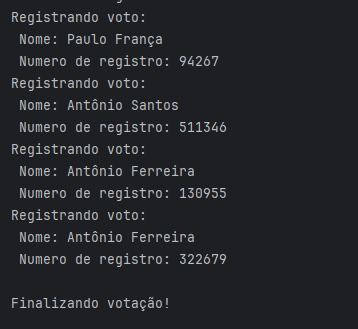 Registrando voto:
Nome: Paulo França
Numero de registro: 94267
Registrando voto:
Nome: Antônio Santos
Numero de registro: 511346
Registrando voto:
Nome: Antônio Ferreira
Numero de registro: 130955
Registrando voto:
Nome: Antônio Ferreira
Numero de registro: 322679
Finalizando votação!